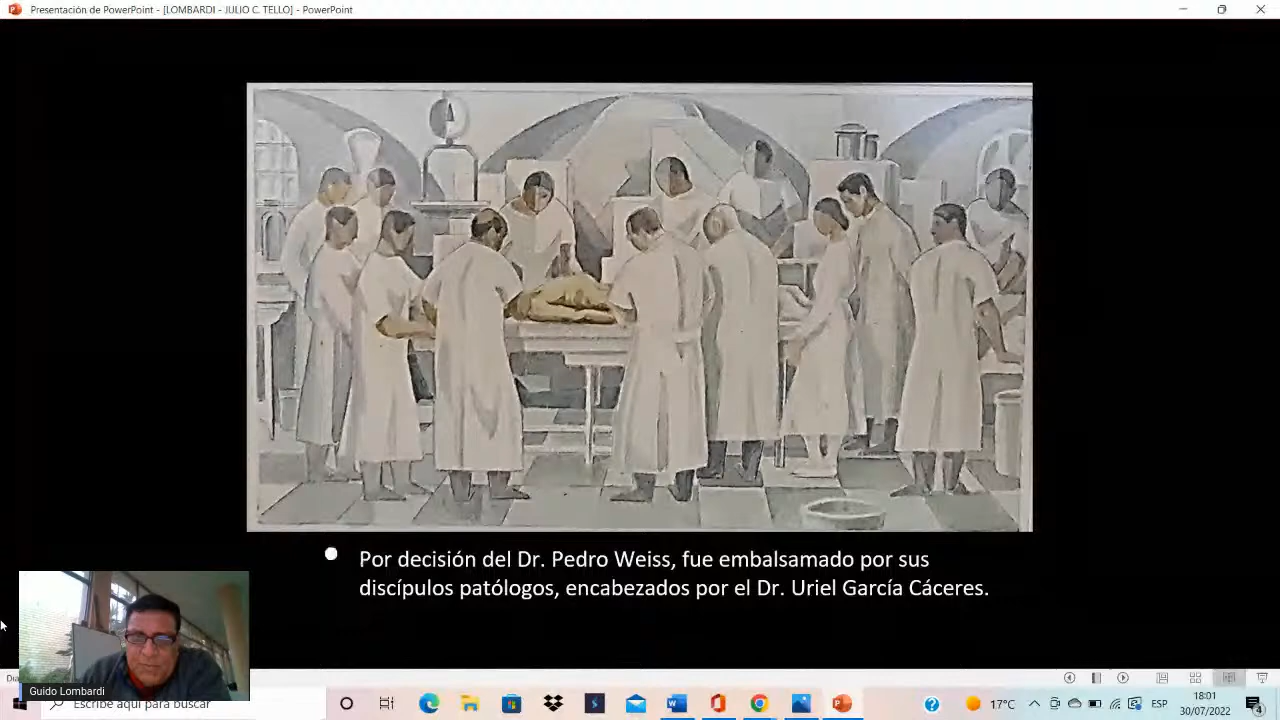 Presentación de PowerPoint - [LOMBARDI - JULIO C. TELLO] - PowerPoint
Por decisión del Dr. Pedro Weiss, fue embalsamado por sus
discípulos patólogos, encabezados por el Dr. Uriel García Cáceres.
Guido Lombardi
Escribe aquí para buscar
17°C
ESP
18:01
30/07/2022
4